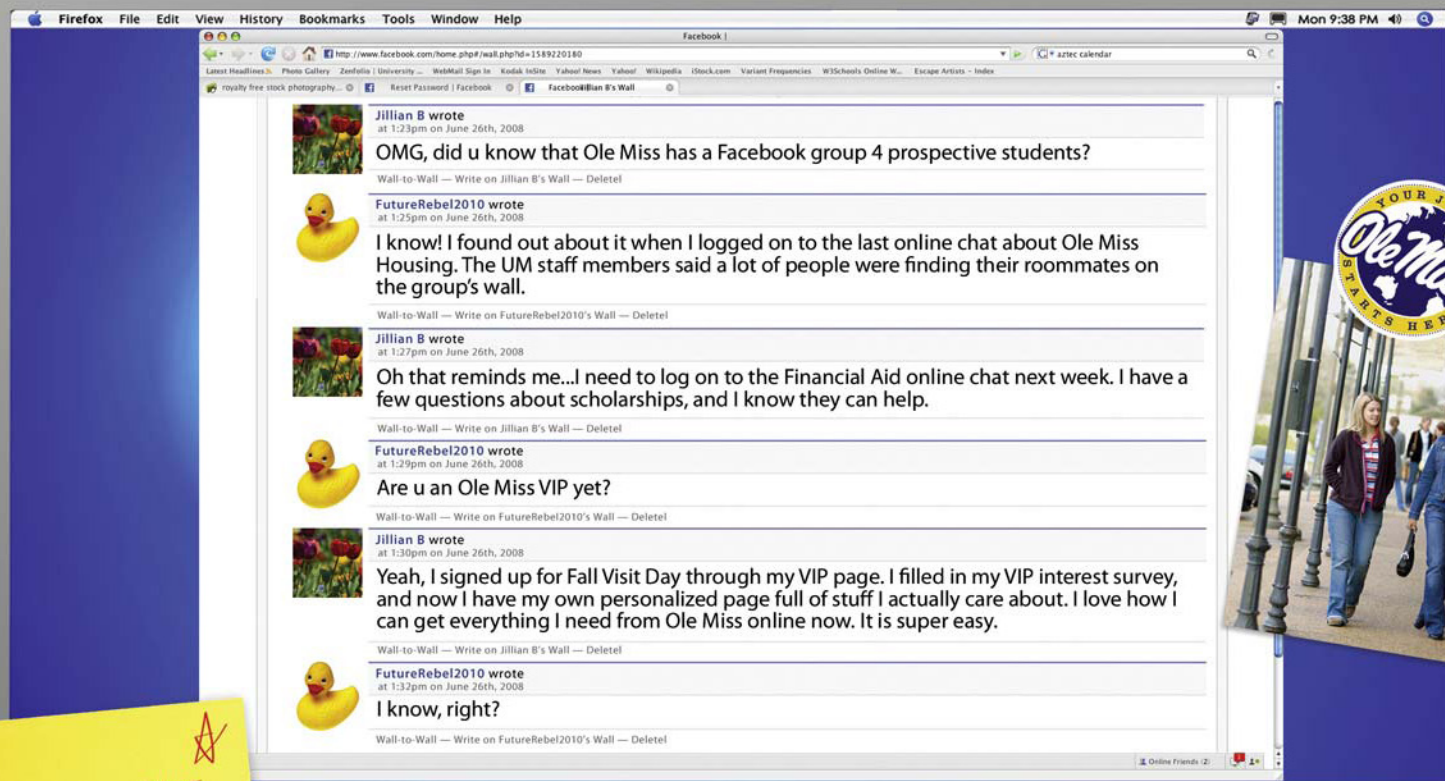 Firefox File Edit View History Bookmarks Tools Window Help
Mon 9:38 PM
Facebook |
http://www.facebook.com/home.php#/wall.php?id=1589220180
aztec calendar
Latest Headlines Photo Gallery Zenfolio | University ... WebMail Sign In Kodak InSite Yahoo! News Yahoo! Wikipedia iStock.com Variant Frequencies W3Schools Online W... Escape Artists - Index
royalty free stock photography... Reset Password | Facebook Jillian B's Wall
Jillian B wrote
at 1:23pm on June 26th, 2008
OMG, did u know that Ole Miss has a Facebook group 4 prospective students?
Wall-to-Wall — Write on Jillian B's Wall — Deletel
FutureRebel2010 wrote
at 1:25pm on June 26th, 2008
I know! I found out about it when I logged on to the last online chat about Ole Miss
Housing. The UM staff members said a lot of people were finding their roommates on
the group's wall.
Wall-to-Wall — Write on FutureRebel2010's Wall — Deletel
Jillian B wrote
at 1:27pm on June 26th, 2008
Oh that reminds me...I need to log on to the Financial Aid online chat next week. I have a
few questions about scholarships, and I know they can help.
Wall-to-Wall — Write on Jillian B's Wall — Deletel
FutureRebel2010 wrote
at 1:29pm on June 26th, 2008
Are u an Ole Miss VIP yet?
Wall-to-Wall — Write on FutureRebel2010's Wall — Deletel
Jillian B wrote
at 1:30pm on June 26th, 2008
Yeah, I signed up for Fall Visit Day through my VIP page. I filled in my VIP interest survey,
and now I have my own personalized page full of stuff I actually care about. I love how I
can get everything I need from Ole Miss online now. It is super easy.
Wall-to-Wall — Write on Jillian B's Wall — Deletel
FutureRebel2010 wrote
at 1:32pm on June 26th, 2008
I know, right?
Wall-to-Wall — Write on FutureRebel2010's Wall — Deletel
Online Friends (2)
YOUR J
Ole Mi
STARTS HER